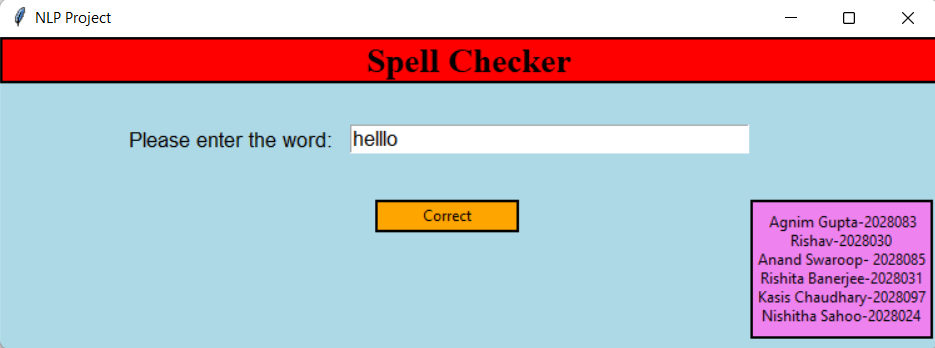 NLP Project
Spell Checker
Please enter the word: helllo
Correct
Agnim Gupta-2028083
Rishav-2028030
Anand Swaroop- 2028085
Rishita Banerjee-2028031
Kasis Chaudhary-2028097
Nishitha Sahoo-2028024